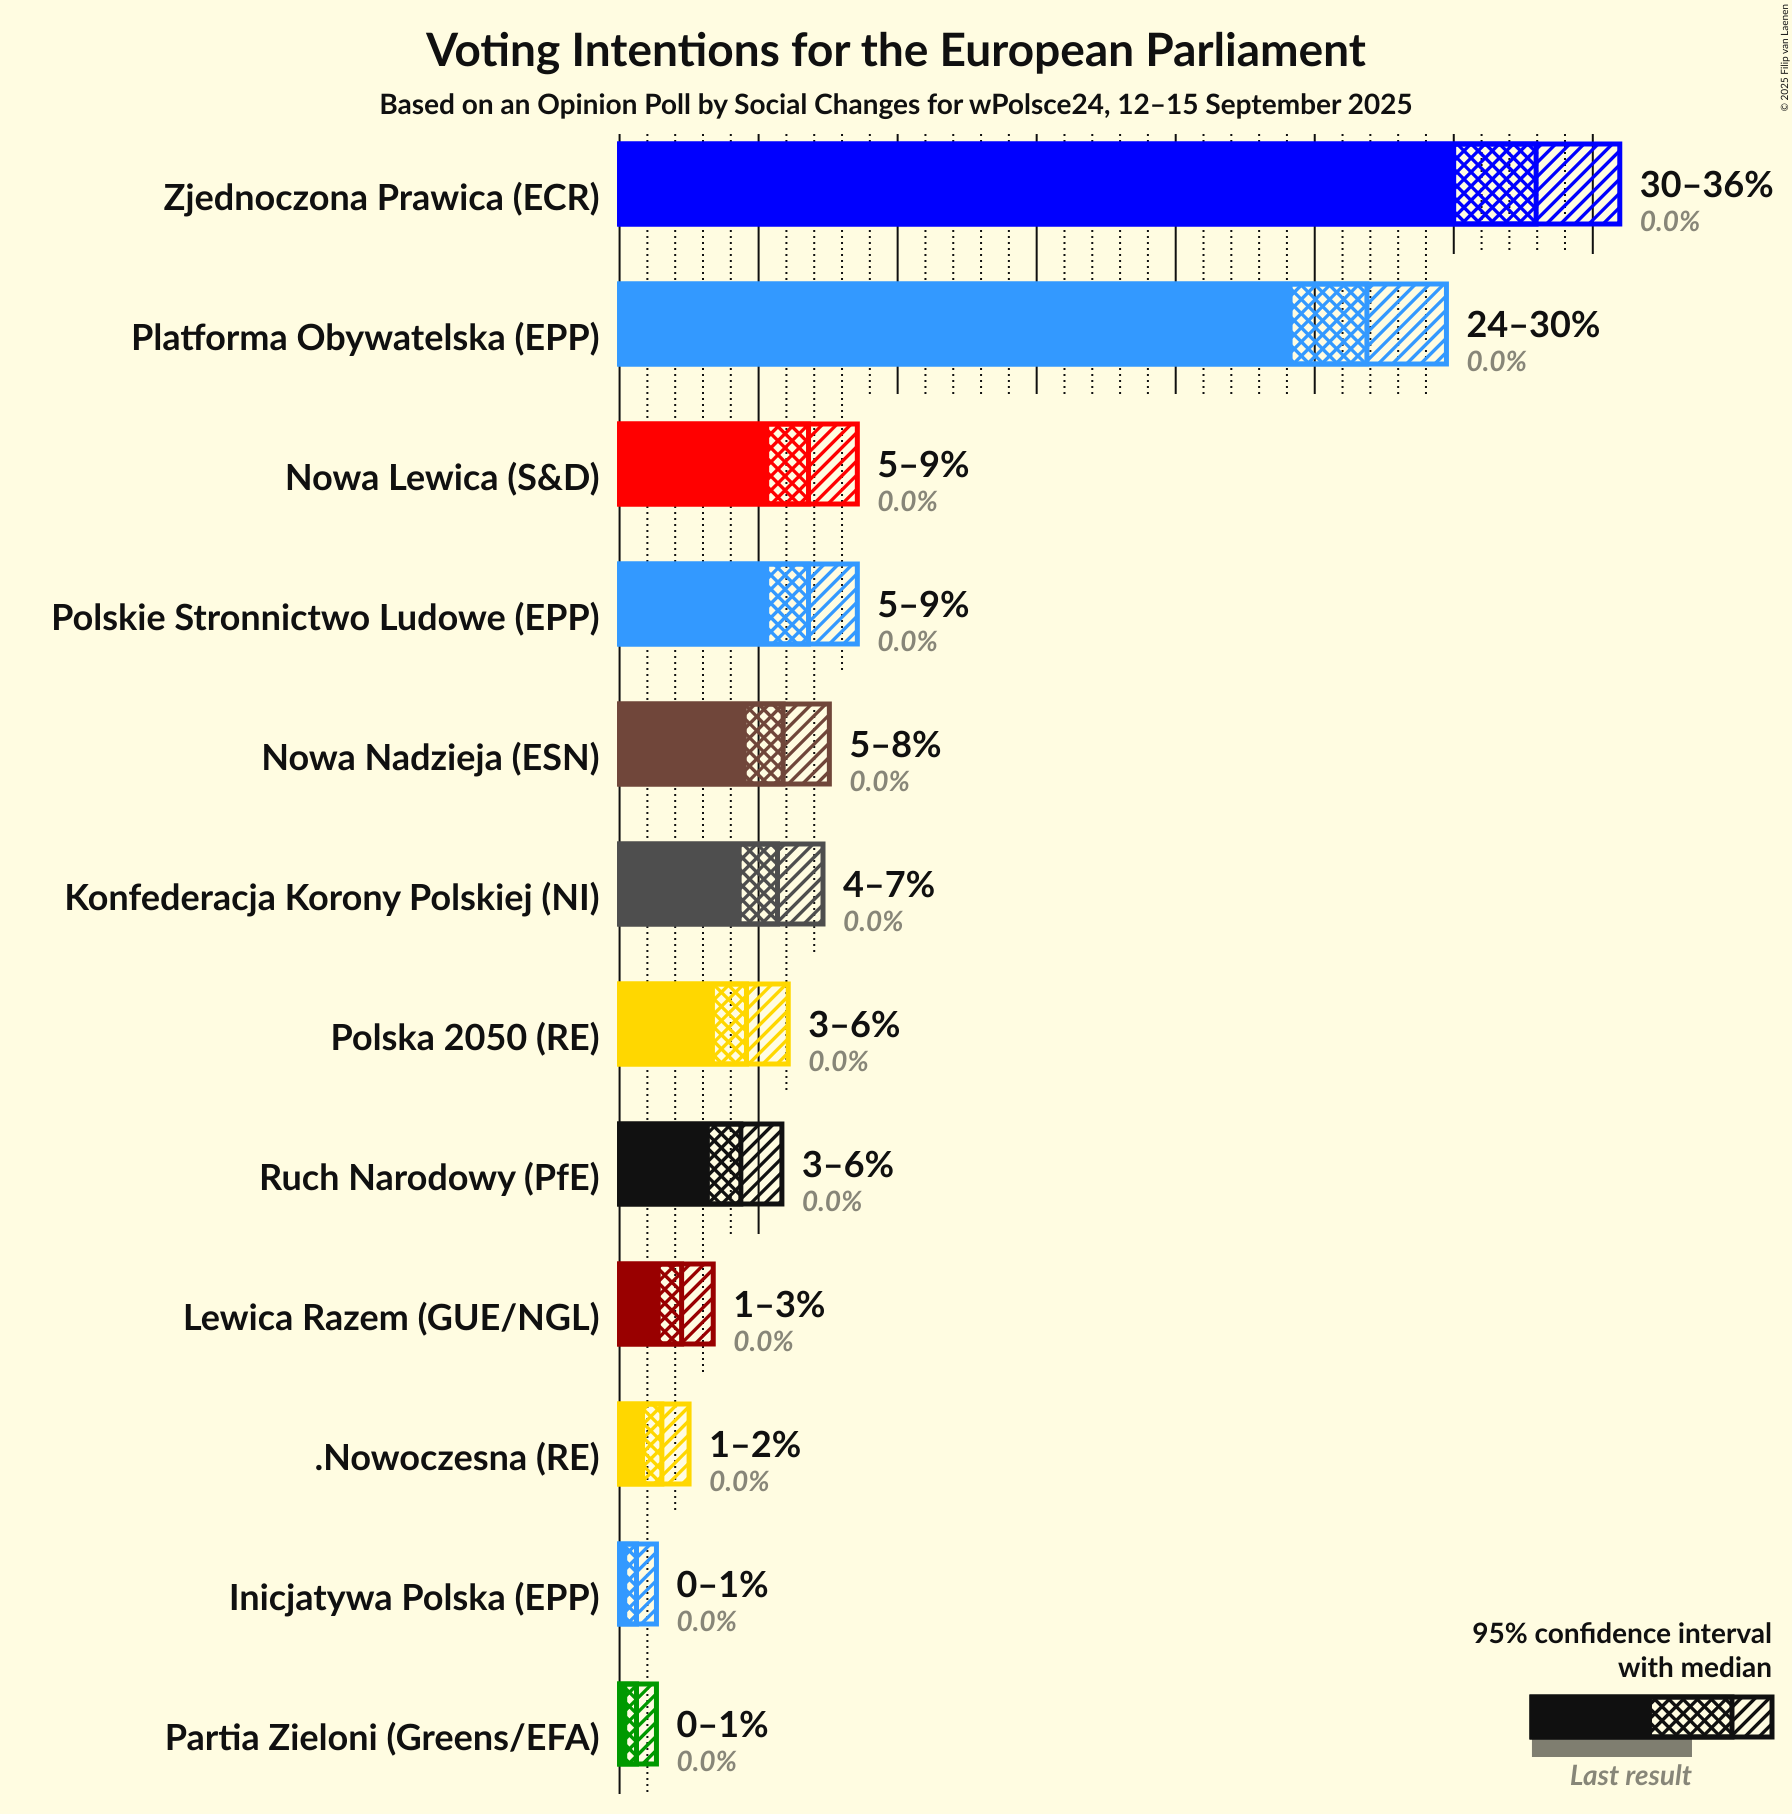 Voting Intentions for the European Parliament
Based on an Opinion Poll by Social Changes for wPolsce24, 12–15 September 2025
© 2025 Filip van Laenen
Zjednoczona Prawica (ECR)
30–36%
0.0%
Platforma Obywatelska (EPP)
24–30%
0.0%
Nowa Lewica (S&D)
5–9%
0.0%
Polskie Stronnictwo Ludowe (EPP)
5–9%
0.0%
Nowa Nadzieja (ESN)
5–8%
0.0%
Konfederacja Korony Polskiej (NI)
4–7%
0.0%
Polska 2050 (RE)
3–6%
0.0%
Ruch Narodowy (PfE)
3–6%
0.0%
Lewica Razem (GUE/NGL)
1–3%
0.0%
.Nowoczesna (RE)
1–2%
0.0%
Inicjatywa Polska (EPP)
0–1%
0.0%
Partia Zieloni (Greens/EFA)
0–1%
0.0%
95% confidence interval
with median
Last result